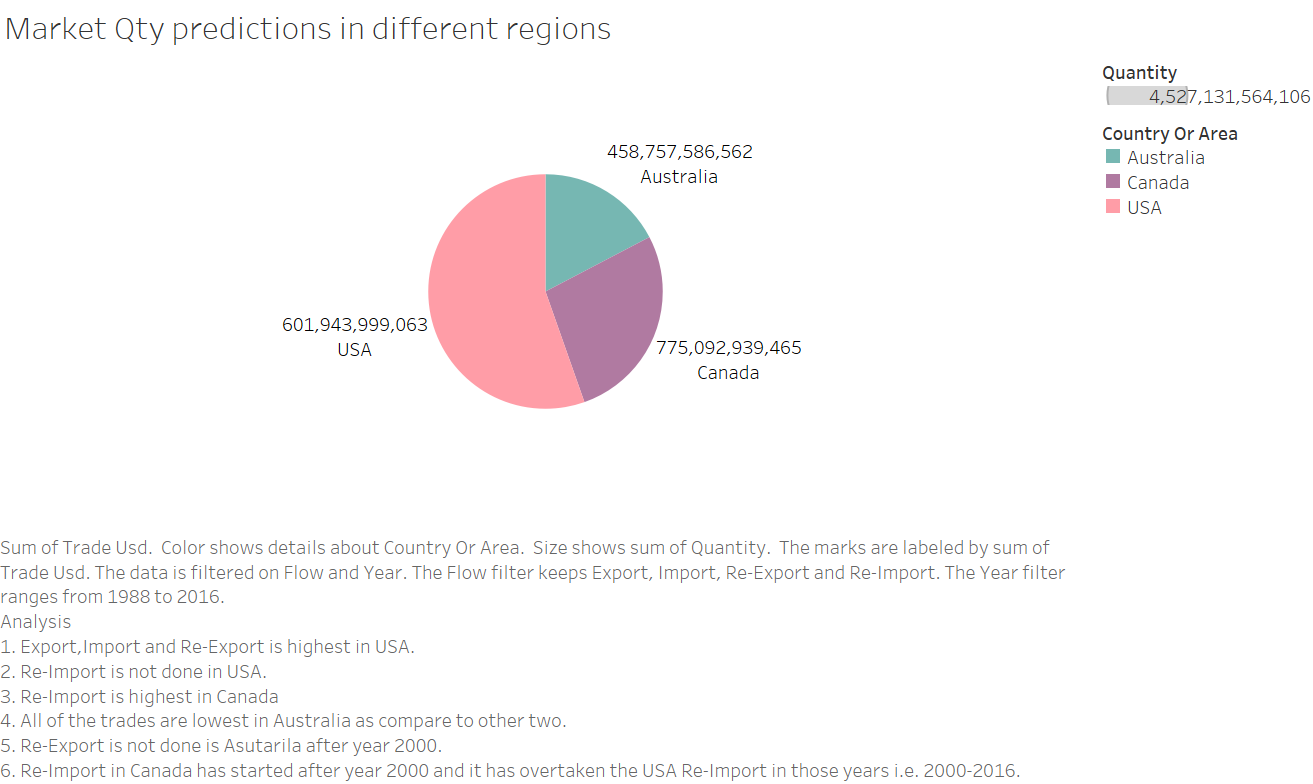 Market Qty predictions in different regions
Quantity
4,527,131,564,106
Country Or Area
Australia
Canada
USA
458,757,586,562
Australia
601,943,999,063
USA
775,092,939,465
Canada
Sum of Trade Usd.  Color shows details about Country Or Area.  Size shows sum of Quantity.  The marks are labeled by sum of
Trade Usd. The data is filtered on Flow and Year. The Flow filter keeps Export, Import, Re-Export and Re-Import. The Year filter
ranges from 1988 to 2016.
Analysis
1. Export,Import and Re-Export is highest in USA.
2. Re-Import is not done in USA.
3. Re-Import is highest in Canada
4. All of the trades are lowest in Australia as compare to other two.
5. Re-Export is not done is Asutarila after year 2000.
6. Re-Import in Canada has started after year 2000 and it has overtaken the USA Re-Import in those years i.e. 2000-2016.